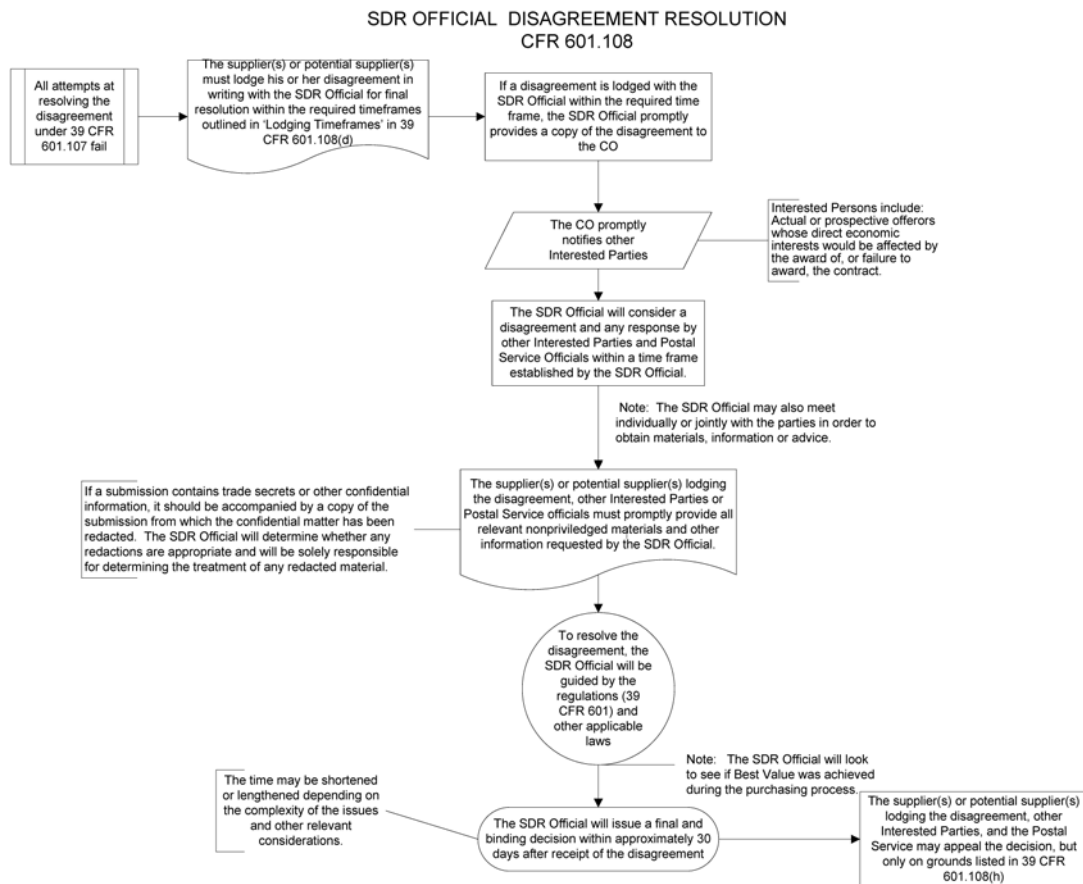 SDR OFFICIAL  DISAGREEMENT RESOLUTION
CFR 601.108
All attempts at
resolving the
disagreement
under 39 CFR
601.107 fail
The supplier(s) or potential supplier(s)
must lodge his or her disagreement in
writing with the SDR Official for final
resolution within the required timeframes
outlined in ‘Lodging Timeframes’ in 39
CFR 601.108(d)
If a disagreement is lodged with the
SDR Official within the required time
frame, the SDR Official promptly
provides a copy of the disagreement to
the CO
The CO promptly
notifies other
Interested Parties
Interested Persons include:
Actual or prospective offerors
whose direct economic
interests would be affected by
the award of, or failure to
award, the contract.
The SDR Official will consider a
disagreement and any response by
other Interested Parties and Postal
Service Officials within a time frame
established by the SDR Official.
Note:  The SDR Official may also meet
individually or jointly with the parties in order to
obtain materials, information or advice.
If a submission contains trade secrets or other confidential
information, it should be accompanied by a copy of the
submission from which the confidential matter has been
redacted.  The SDR Official will determine whether any
redactions are appropriate and will be solely responsible
for determining the treatment of any redacted material.
The supplier(s) or potential supplier(s) lodging
the disagreement, other Interested Parties or
Postal Service officials must promptly provide all
relevant nonpriviledged materials and other
information requested by the SDR Official.
To resolve the
disagreement, the
SDR Official will be
guided by the
regulations (39
CFR 601) and
other applicable
laws
Note:   The SDR Official will look
to see if Best Value was achieved
during the purchasing process.
The time may be shortened
or lengthened depending on
the complexity of the issues
and other relevant
considerations.
The SDR Official will issue a final and
binding decision within approximately 30
days after receipt of the disagreement
The supplier(s) or potential supplier(s)
lodging the disagreement, other
Interested Parties, and the Postal
Service may appeal the decision, but
only on grounds listed in 39 CFR
601.108(h)